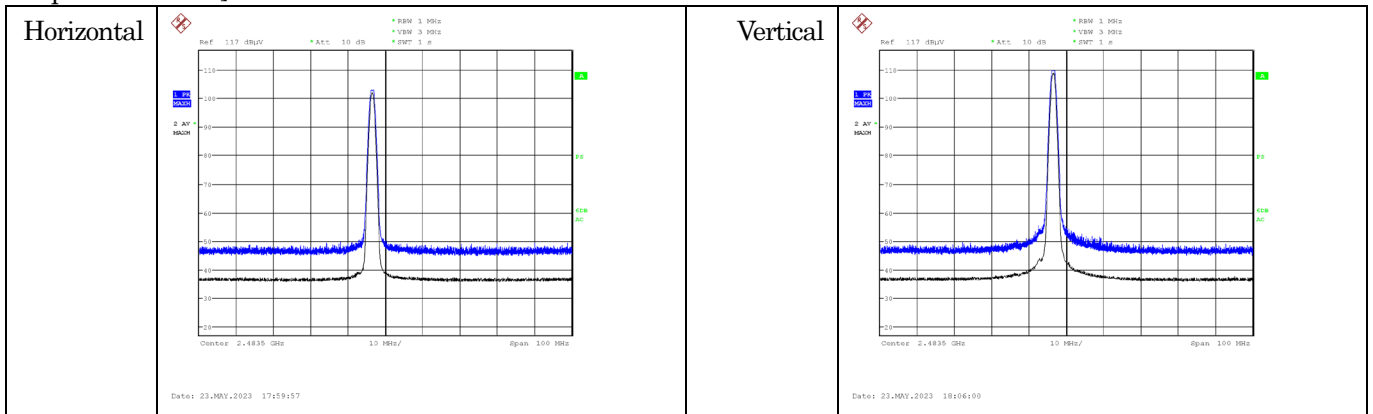 Horizontal
* RBW 1 MHz
* VBW 3 MHz
Ref 117 dBµV * Att 10 dB * SWT 1 s
110
A
1 PK
MAXH
100
2 AV *
MAXH
90
80
PS
70
60
6DB
AC
50
40
30
20
Center 2.4835 GHz 10 MHz/ Span 100 MHz
Date: 23.MAY.2023 17:59:57
Vertical
* RBW 1 MHz
* VBW 3 MHz
Ref 117 dBµV * Att 10 dB * SWT 1 s
110
A
1 PK
MAXH
100
2 AV *
MAXH
90
80
PS
70
60
6DB
AC
50
40
30
20
Center 2.4835 GHz 10 MHz/ Span 100 MHz
Date: 23.MAY.2023 18:06:00